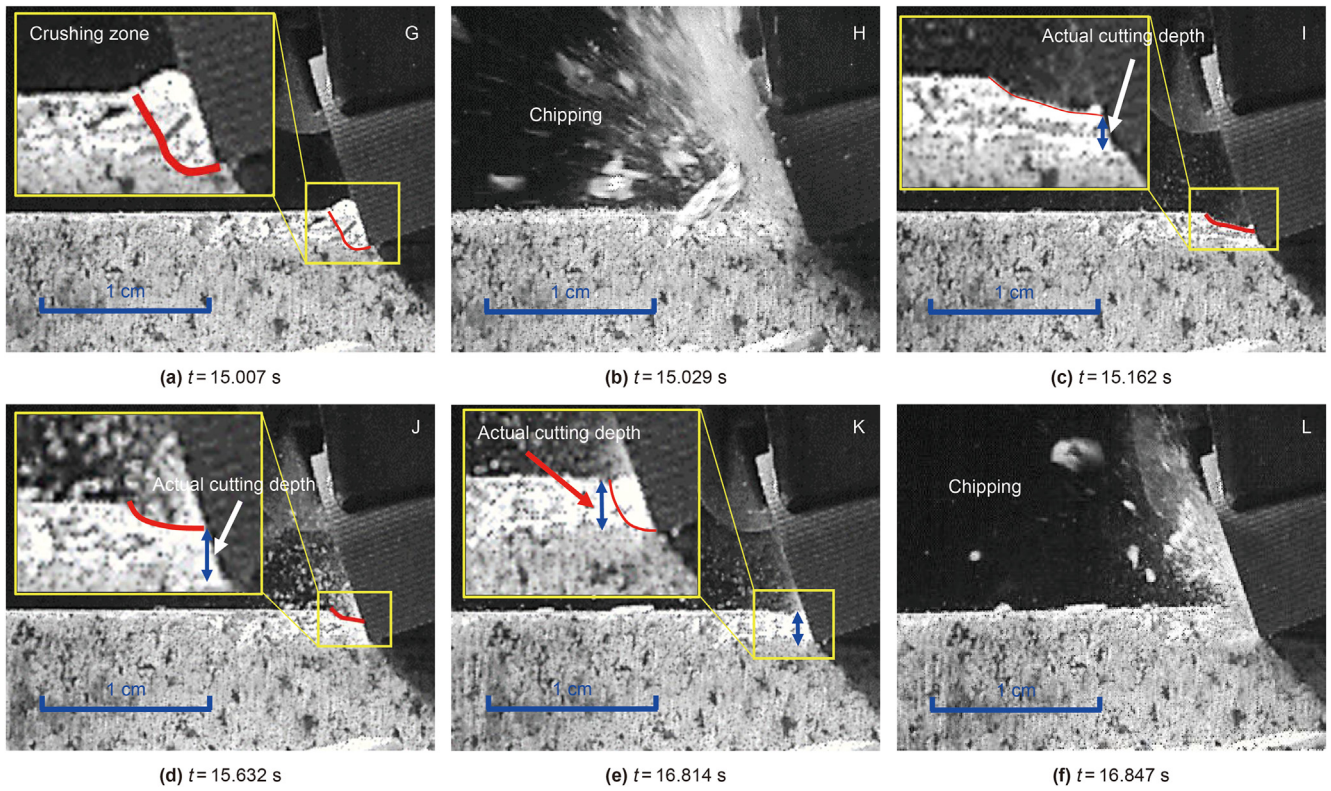 Crushing zone
G
1 cm
(a) t = 15.007 s
H
Chipping
1 cm
(b) t = 15.029 s
I
Actual cutting depth
1 cm
(c) t = 15.162 s
J
Actual cutting depth
1 cm
(d) t = 15.632 s
K
Actual cutting depth
1 cm
(e) t = 16.814 s
L
Chipping
1 cm
(f) t = 16.847 s